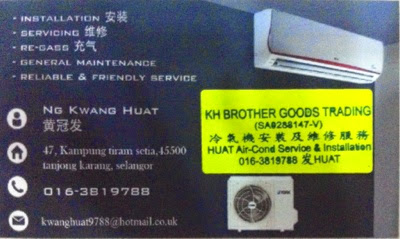 - INSTALLATION 安装
- SERVICING 维修
- RE-GASS 充气
- GENERAL MAINTENANCE
- RELIABLE & FRIENDLY SERVICE
NG KWANG HUAT
黄冠发
47, Kampung tiram setia,45500
tanjong karang, selangor
016-3819788
kwanghuat9788@hotmail.co.uk
KH BROTHER GOODS TRADING
(SA9289147-V)
冷氣機安裝及維修服務
HUAT Air-Cond Service & Installation
016-3819788 发HUAT